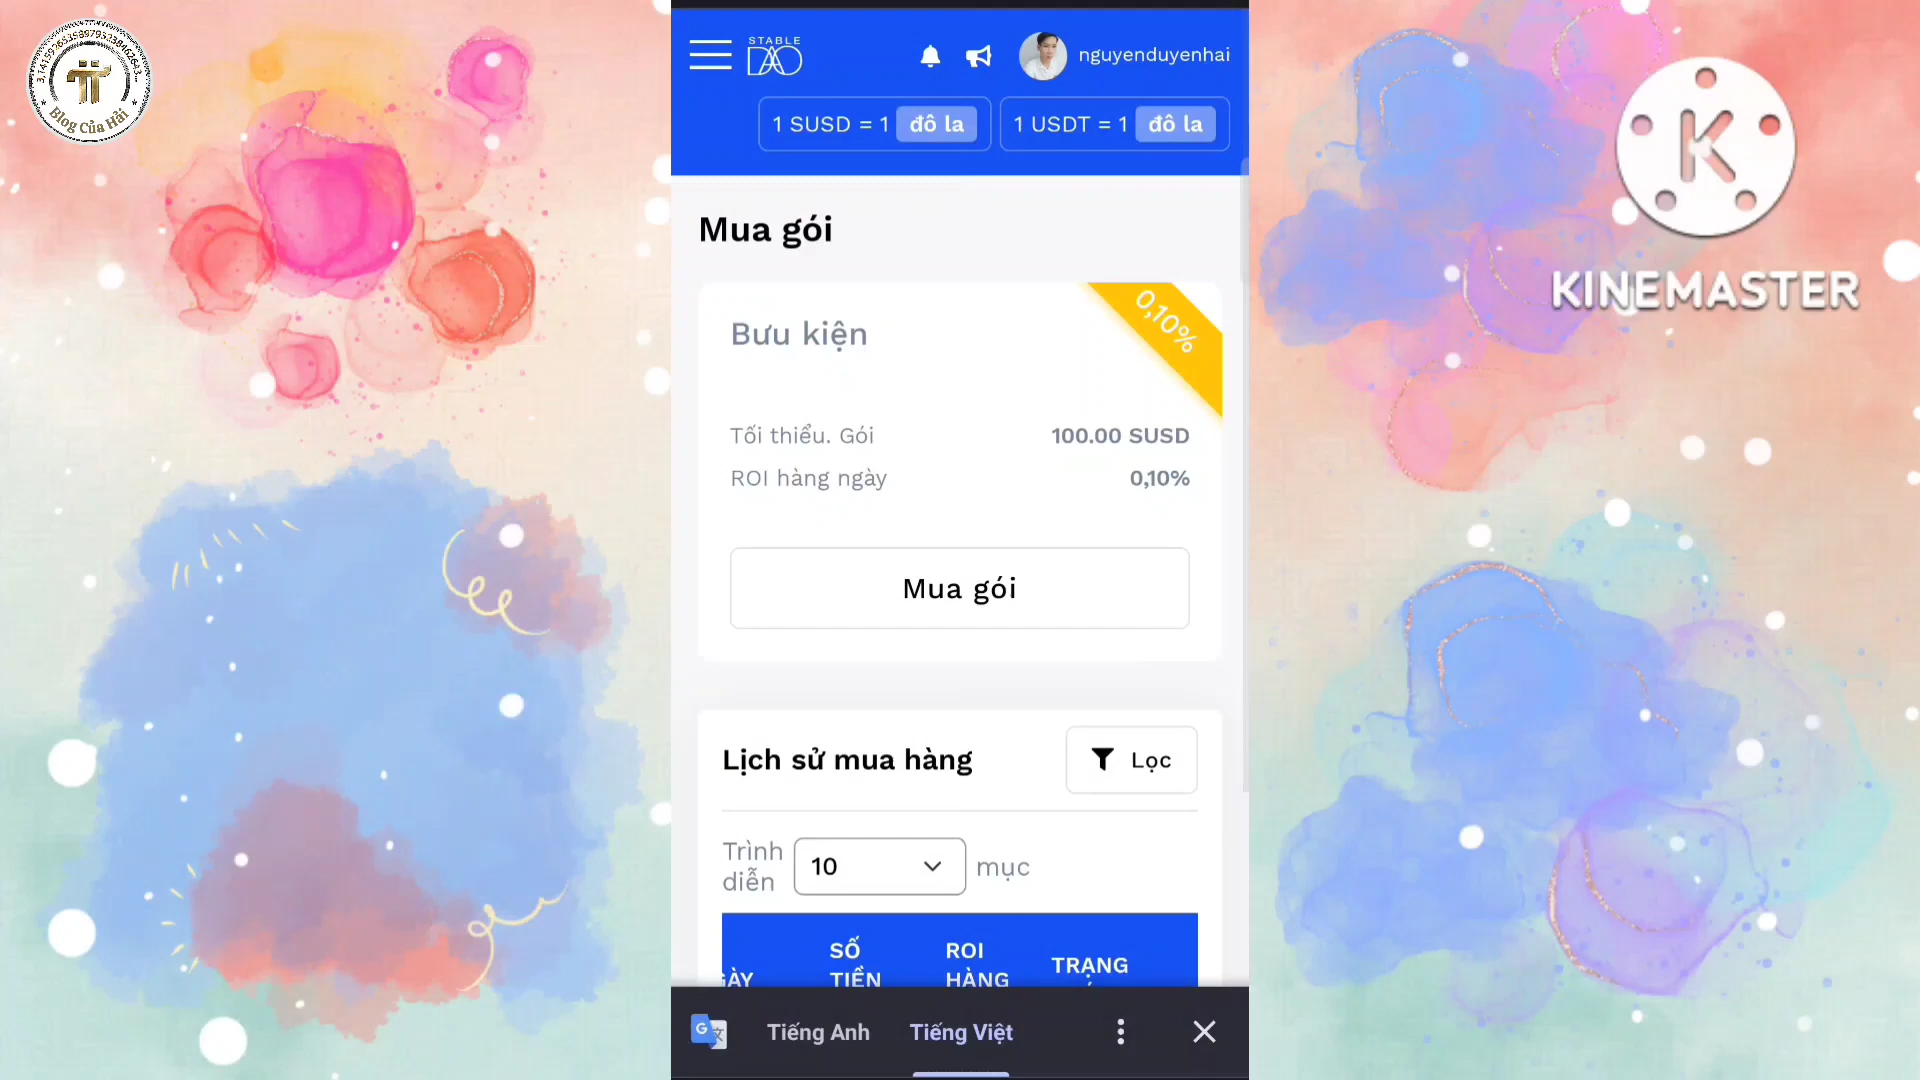 3,141592653589793238462643...
Blog Của Hải
STABLE
DAO
nguyenduyenhai
1 SUSD = 1 đô la
1 USDT = 1 đô la
Mua gói
0,10%
Bưu kiện
Tối thiểu. Gói 100.00 SUSD
ROI hàng ngày 0,10%
Mua gói
Lịch sử mua hàng
Lọc
Trình diễn 10 mục
SỐ TIỀN
ROI HÀNG
TRẠNG
Tiếng Anh
Tiếng Việt
K
KINEMASTER